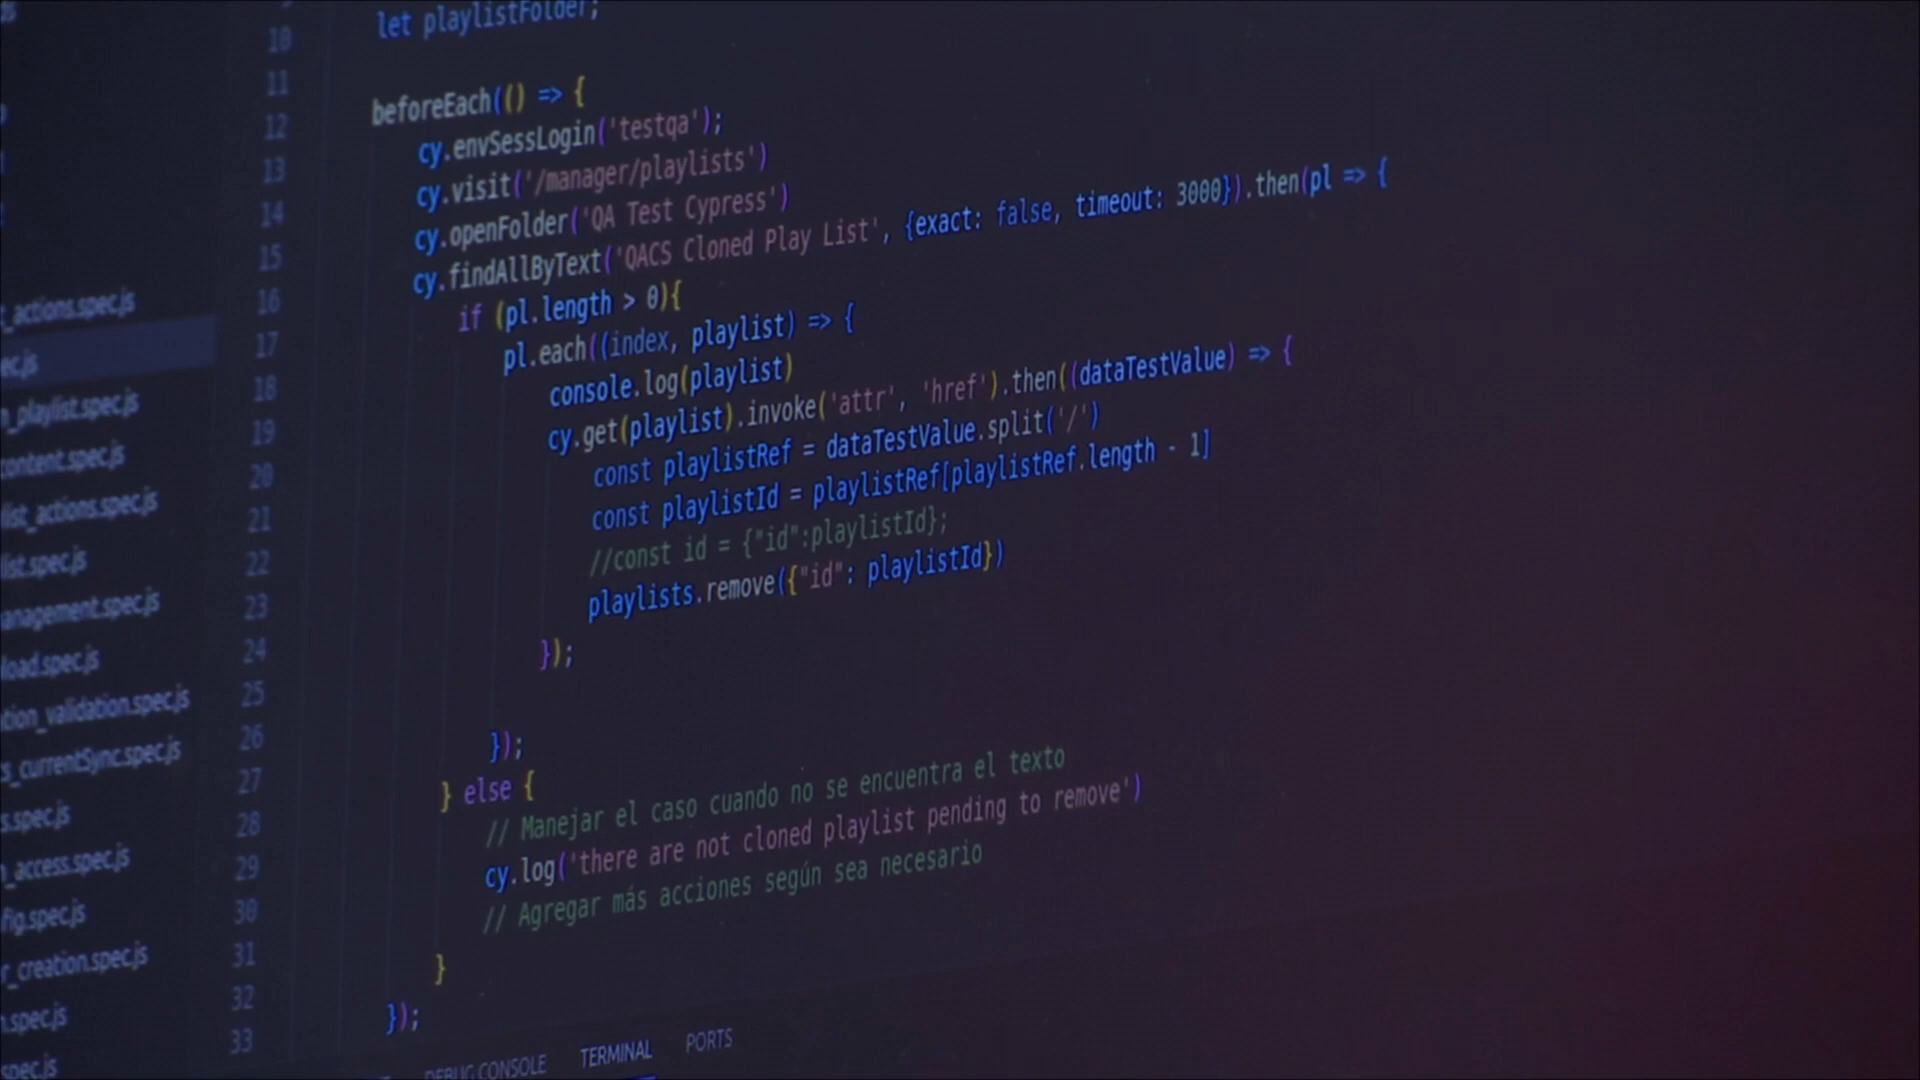 10 let playlistFolder;
11
12 beforeEach(() => {
13 cy.envSessLogin('testqa');
14 cy.visit('/manager/playlists')
15 cy.openFolder('QA Test Cypress')
16 cy.findAllByText('QACS Cloned Play List', {exact: false, timeout: 3000}).then(pl => {
17 if (pl.length > 0){
18 pl.each((index, playlist) => {
19 console.log(playlist)
20 cy.get(playlist).invoke('attr', 'href').then((dataTestValue) => {
21 const playlistRef = dataTestValue.split('/')
22 const playlistId = playlistRef[playlistRef.length - 1]
23 //const id = {"id":playlistId};
24 playlists.remove({"id": playlistId})
25 });
26
27 });
28 } else {
29 // Manejar el caso cuando no se encuentra el texto
30 cy.log('there are not cloned playlist pending to remove')
31 // Agregar más acciones según sea necesario
32 }
33 });
t_actions.spec.js
ec.js
n_playlist.spec.js
content.spec.js
list_actions.spec.js
list.spec.js
anagement.spec.js
load.spec.js
ation_validation.spec.js
s_currentSync.spec.js
s.spec.js
n_access.spec.js
fig.spec.js
r_creation.spec.js
n.spec.js
spec.js
DEBUG CONSOLE TERMINAL PORTS